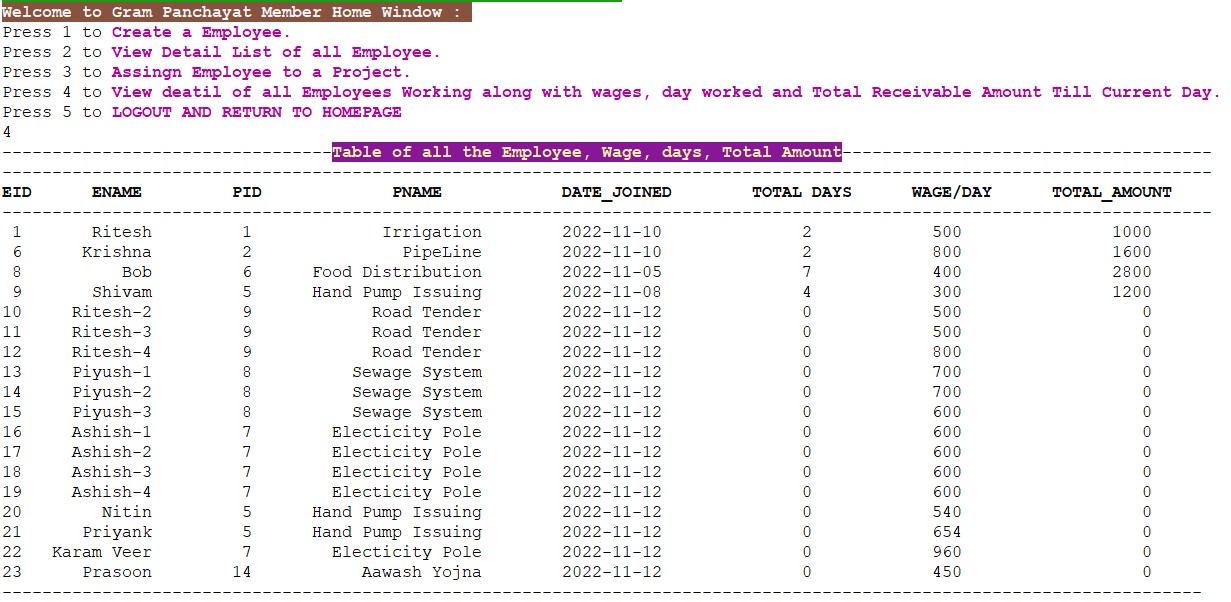 Welcome to Gram Panchayat Member Home Window :
Press 1 to Create a Employee.
Press 2 to View Detail List of all Employee.
Press 3 to Assingn Employee to a Project.
Press 4 to View deatil of all Employees Working along with wages, day worked and Total Receivable Amount Till Current Day.
Press 5 to LOGOUT AND RETURN TO HOMEPAGE
4
---------------------------------Table of all the Employee, Wage, days, Total Amount-------------------------------------
-------------------------------------------------------------------------------------------------------------------------
EID      ENAME         PID             PNAME            DATE_JOINED        TOTAL DAYS      WAGE/DAY      TOTAL_AMOUNT
-------------------------------------------------------------------------------------------------------------------------
 1       Ritesh         1             Irrigation        2022-11-10              2            500               1000
 6      Krishna         2               PipeLine        2022-11-10              2            800               1600
 8          Bob         6      Food Distribution        2022-11-05              7            400               2800
 9       Shivam         5      Hand Pump Issuing        2022-11-08              4            300               1200
10     Ritesh-2         9            Road Tender        2022-11-12              0            500                  0
11     Ritesh-3         9            Road Tender        2022-11-12              0            500                  0
12     Ritesh-4         9            Road Tender        2022-11-12              0            800                  0
13     Piyush-1         8          Sewage System        2022-11-12              0            700                  0
14     Piyush-2         8          Sewage System        2022-11-12              0            700                  0
15     Piyush-3         8          Sewage System        2022-11-12              0            600                  0
16     Ashish-1         7        Electicity Pole        2022-11-12              0            600                  0
17     Ashish-2         7        Electicity Pole        2022-11-12              0            600                  0
18     Ashish-3         7        Electicity Pole        2022-11-12              0            600                  0
19     Ashish-4         7        Electicity Pole        2022-11-12              0            600                  0
20        Nitin         5      Hand Pump Issuing        2022-11-12              0            540                  0
21      Priyank         5      Hand Pump Issuing        2022-11-12              0            654                  0
22   Karam Veer         7        Electicity Pole        2022-11-12              0            960                  0
23      Prasoon        14           Aawash Yojna        2022-11-12              0            450                  0
------------------------------------------------------------------------------------------------------------------------